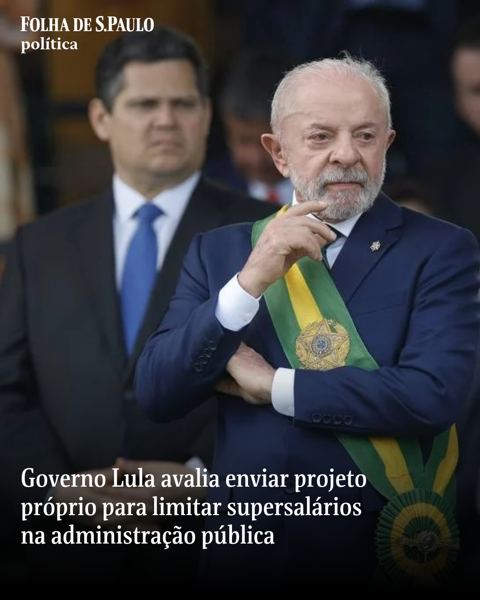 FOLHA DE S.PAULO
política
Governo Lula avalia enviar projeto
próprio para limitar supersalários
na administração pública